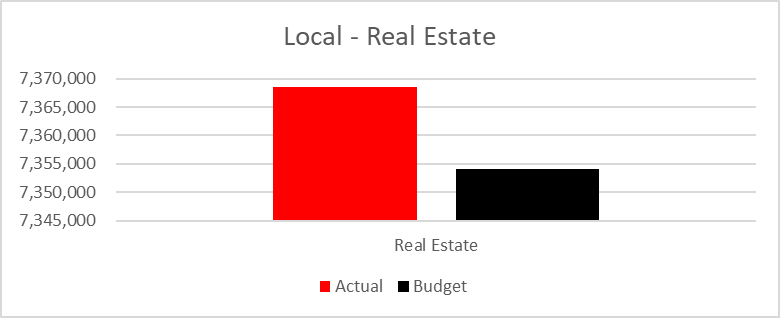 Local - Real Estate
7,370,000
7,365,000
7,360,000
7,355,000
7,350,000
7,345,000
Real Estate
Actual Budget